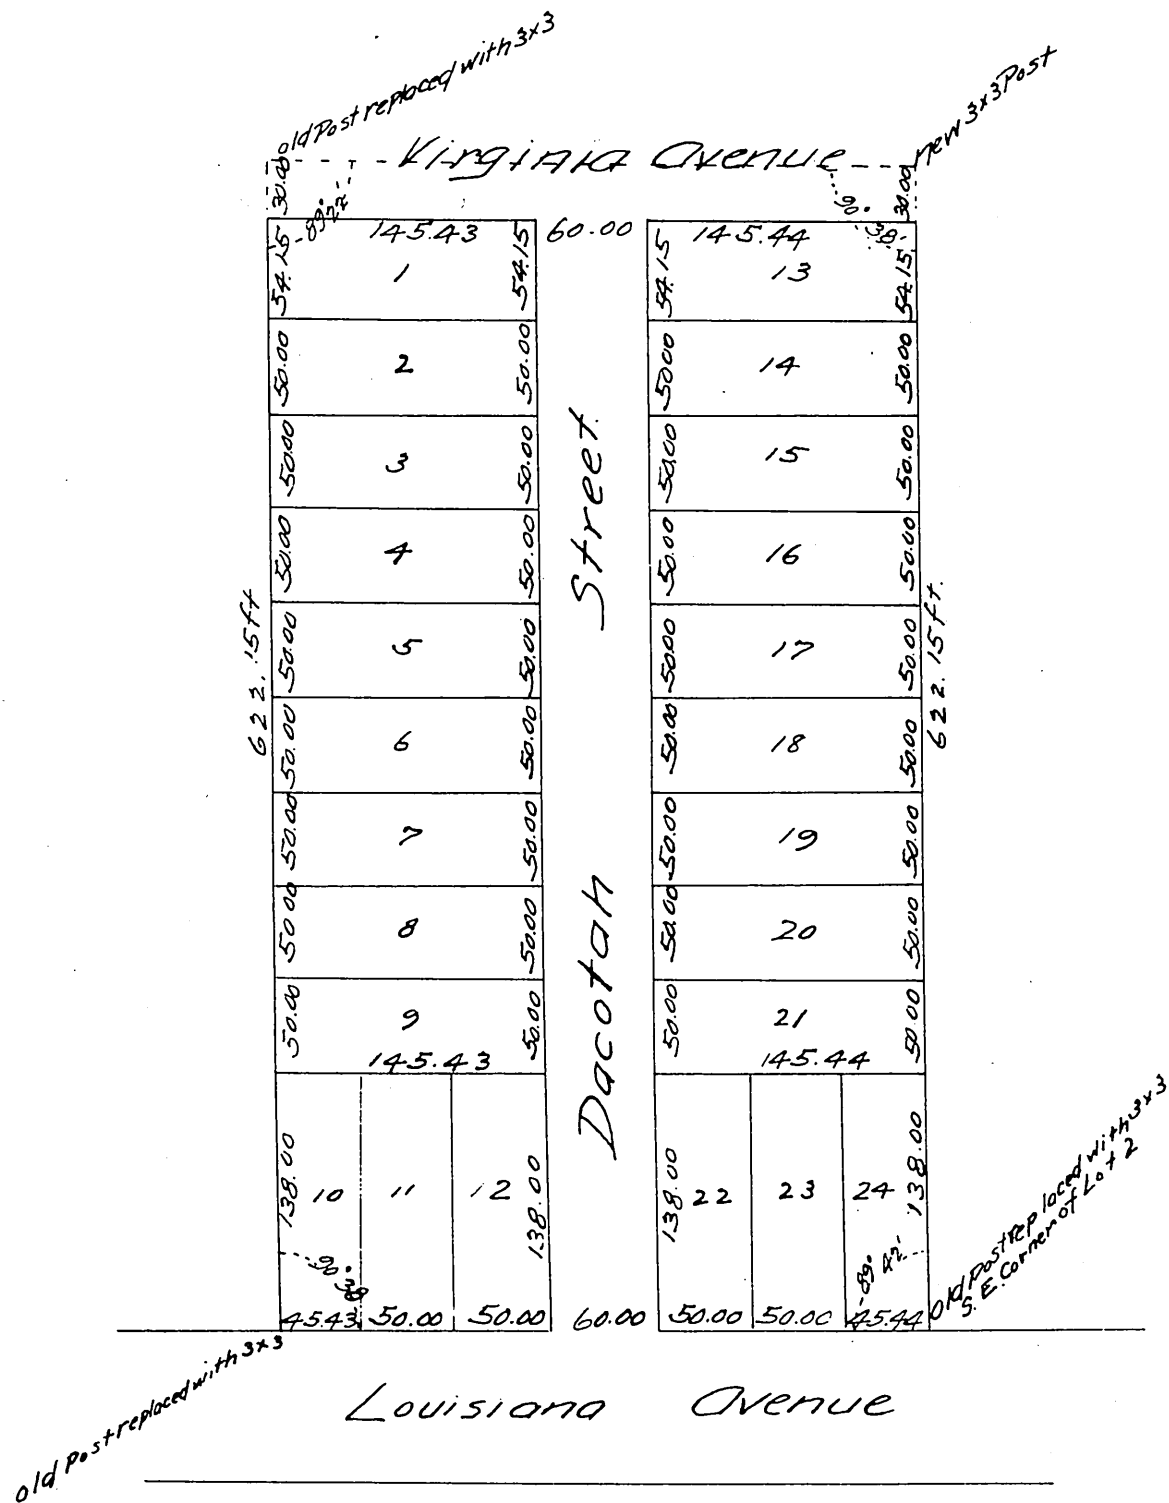 old Post replaced with 3x3
new 3x3 Post
Virginia Avenue
30.00
30.00
89° 22'
90° 38'
145.43 60.00 145.44
54.15 1 54.15 54.15 13 54.15
50.00 2 50.00 50.00 14 50.00
50.00 3 50.00 50.00 15 50.00
50.00 4 50.00 50.00 16 50.00
50.00 5 50.00 50.00 17 50.00
622.15ft
622.15ft.
50.00 6 50.00 50.00 18 50.00
50.00 7 50.00 50.00 19 50.00
50.00 8 50.00 50.00 20 50.00
50.00 9 50.00 50.00 21 50.00
145.43 145.44
Dacotah Street
138.00 10 11 12 138.00 138.00 22 23 24 138.00
90° 38'
45.43 50.00 50.00 60.00 50.00 50.00 45.44
old Post replaced with 3x3
old Post replaced with 3x3
S.E. Corner of Lot 2
Louisiana Avenue